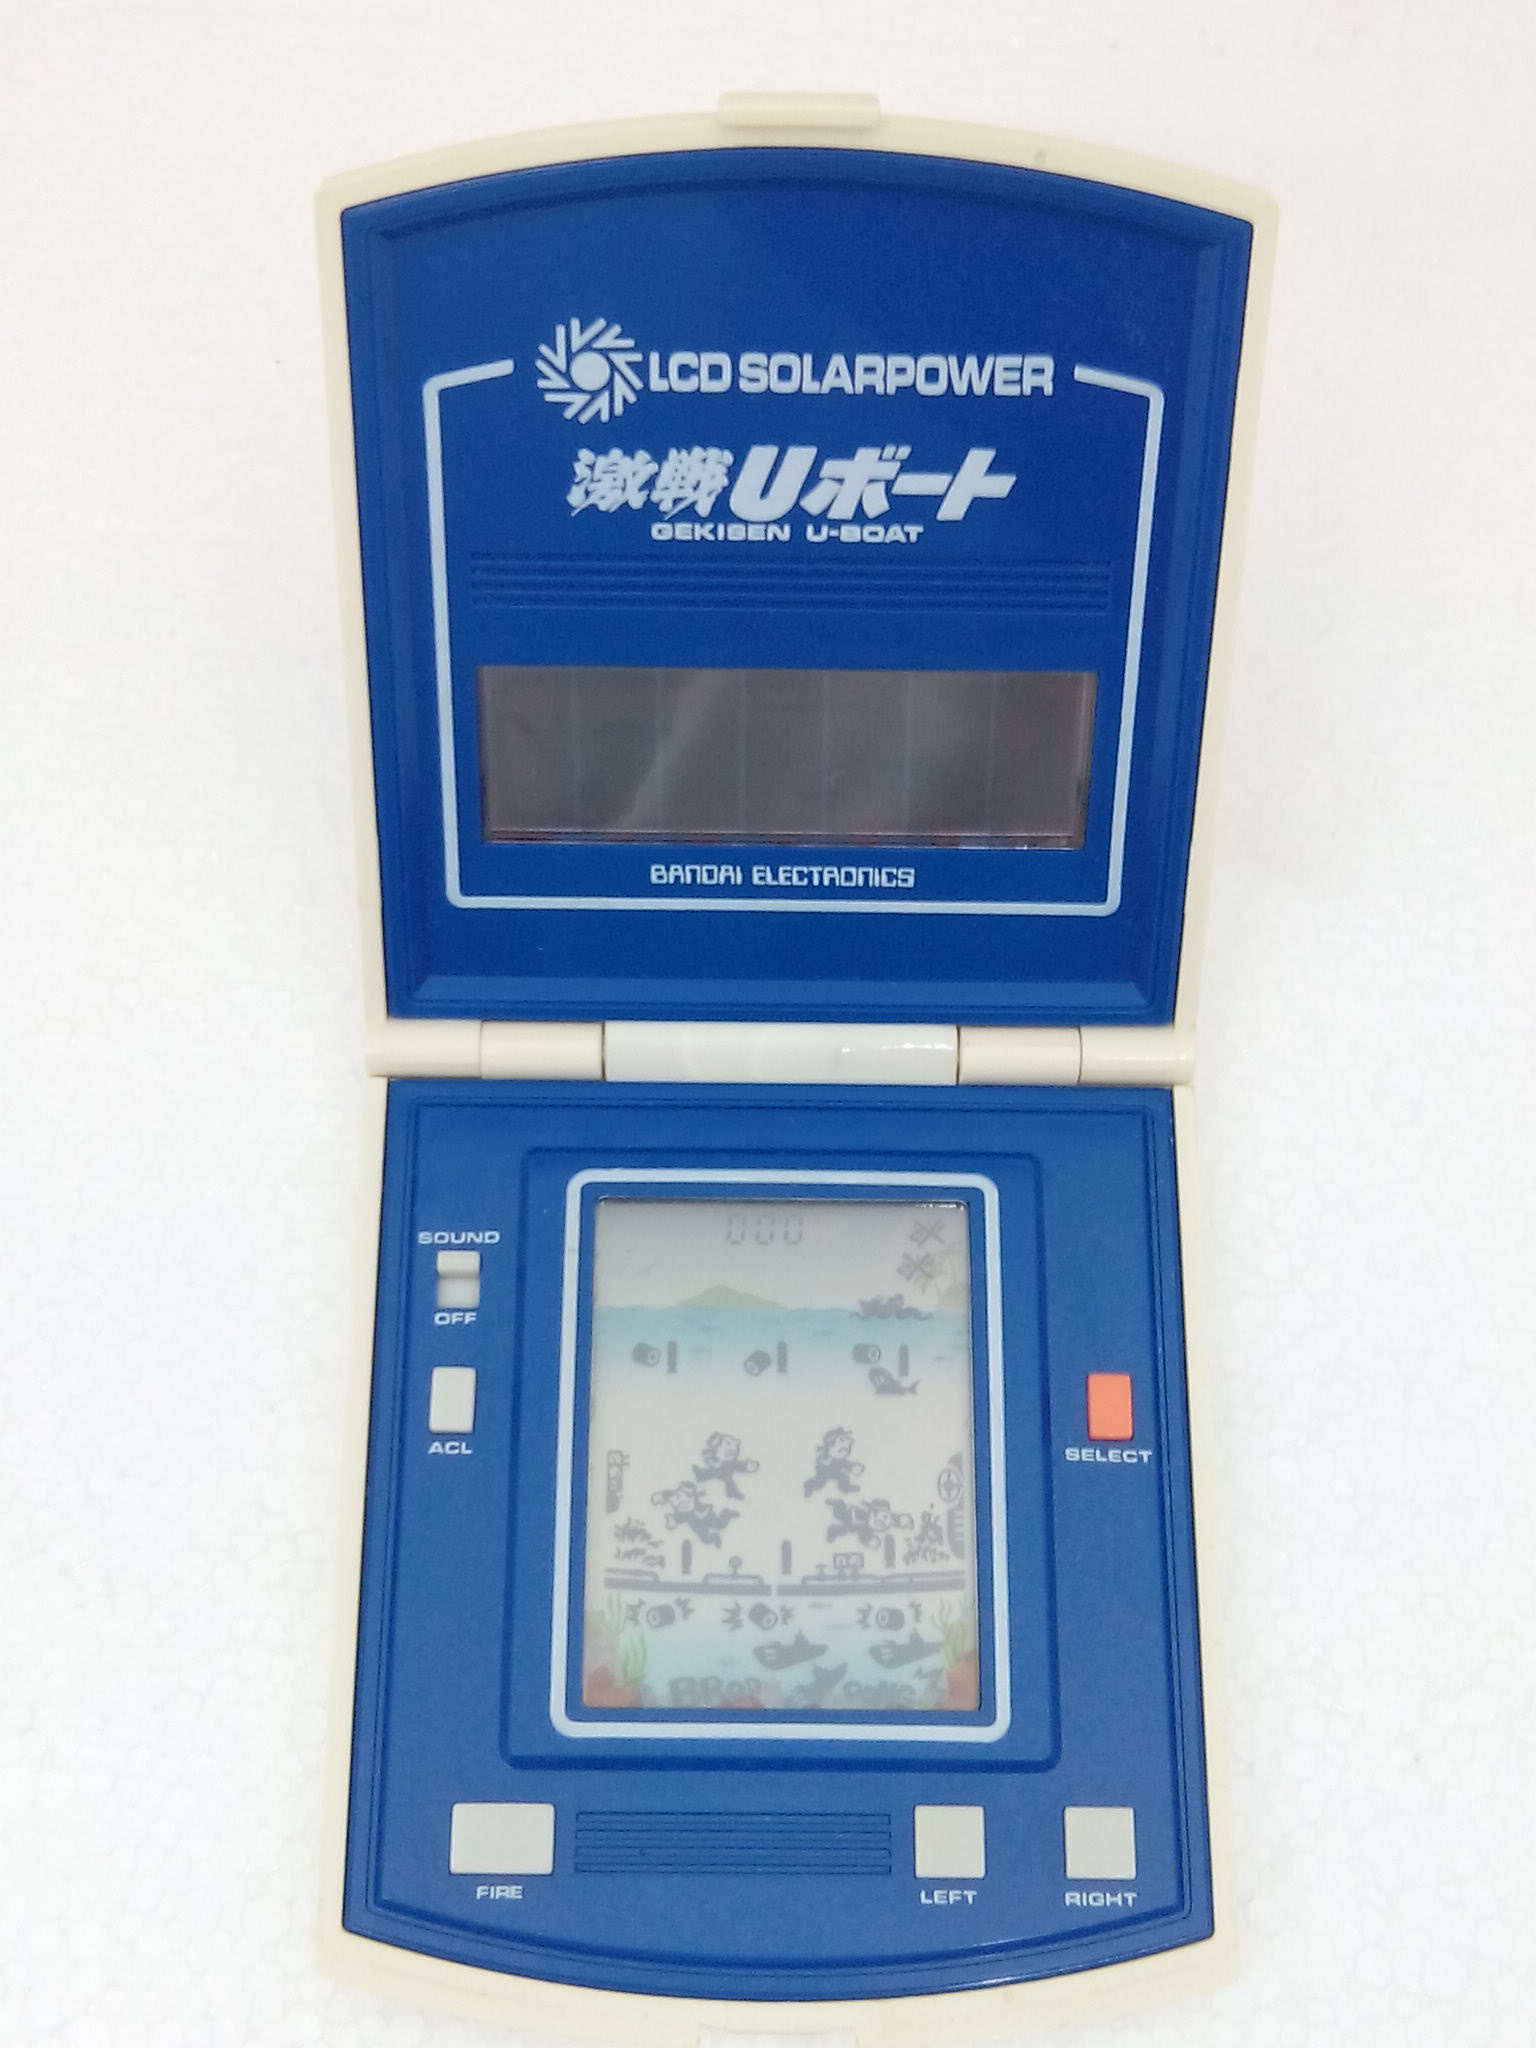 LCD SOLARPOWER
激戦Uボート
GEKISEN U-BOAT
BANDAI ELECTRONICS
SOUND
OFF
000
ACL
SELECT
FIRE
LEFT
RIGHT